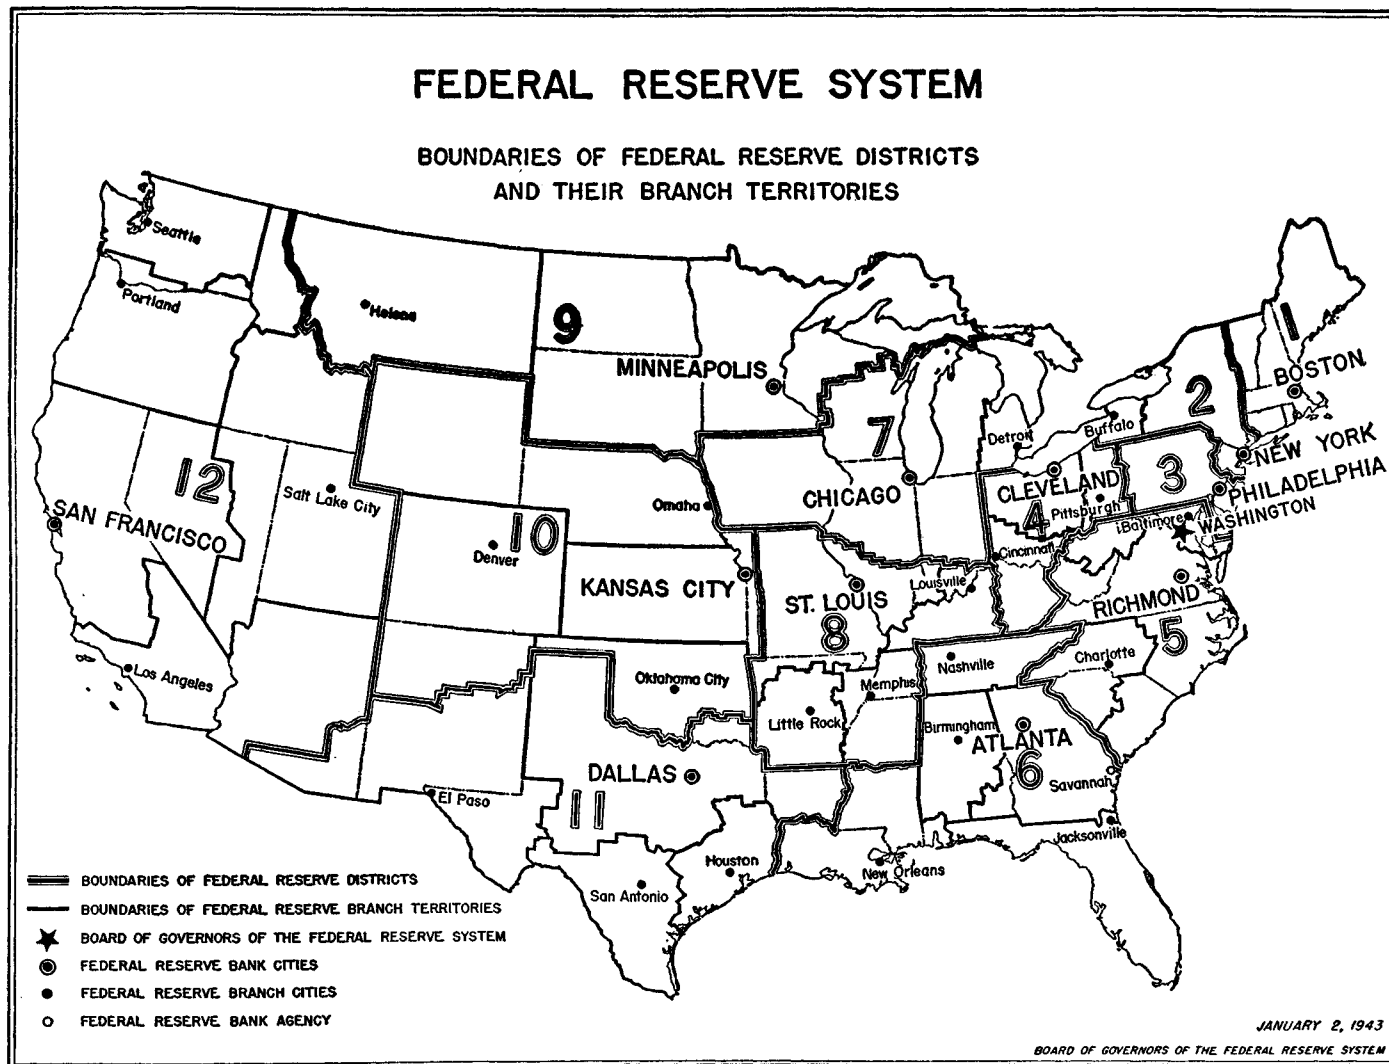 FEDERAL RESERVE SYSTEM
BOUNDARIES OF FEDERAL RESERVE DISTRICTS
AND THEIR BRANCH TERRITORIES
Seattle
Portland
Helena
9
MINNEAPOLIS
1
BOSTON
2
Buffalo
NEW YORK
7
Detroit
3
PHILADELPHIA
CHICAGO
CLEVELAND
4
Pittsburgh
Baltimore
WASHINGTON
12
Salt Lake City
SAN FRANCISCO
Omaha
10
Denver
Cincinnati
KANSAS CITY
ST. LOUIS
8
Louisville
RICHMOND
5
Los Angeles
Oklahoma City
Nashville
Charlotte
Memphis
Little Rock
Birmingham
ATLANTA
6
Savannah
DALLAS
11
El Paso
Jacksonville
Houston
New Orleans
San Antonio
BOUNDARIES OF FEDERAL RESERVE DISTRICTS
BOUNDARIES OF FEDERAL RESERVE BRANCH TERRITORIES
BOARD OF GOVERNORS OF THE FEDERAL RESERVE SYSTEM
FEDERAL RESERVE BANK CITIES
FEDERAL RESERVE BRANCH CITIES
FEDERAL RESERVE BANK AGENCY
JANUARY 2, 1943
BOARD OF GOVERNORS OF THE FEDERAL RESERVE SYSTEM